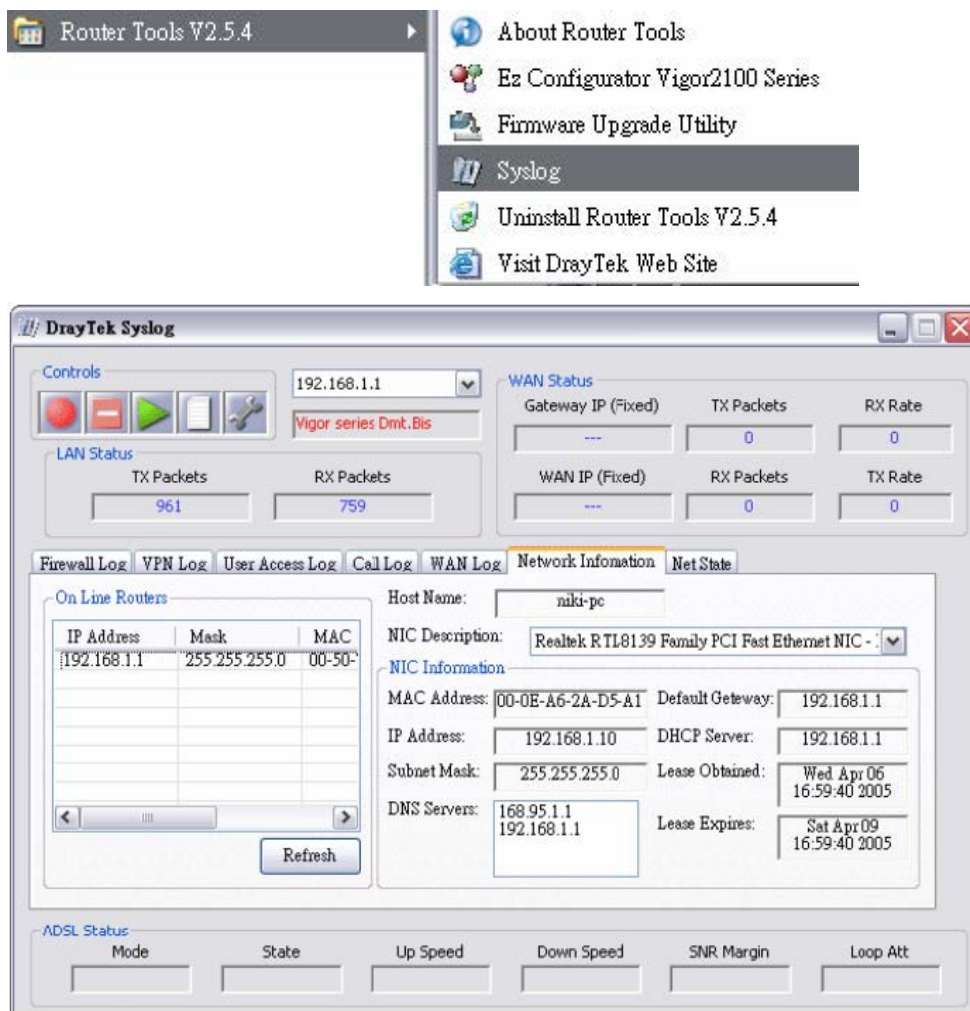 Router Tools V2.5.4
About Router Tools
Ez Configurator Vigor2100 Series
Firmware Upgrade Utility
Syslog
Uninstall Router Tools V2.5.4
Visit DrayTek Web Site
DrayTek Syslog
Controls
192.168.1.1
Vigor series Dmt.Bis
WAN Status
Gateway IP (Fixed) TX Packets RX Rate
--- 0 0
WAN IP (Fixed) RX Packets TX Rate
--- 0 0
LAN Status
TX Packets RX Packets
961 759
Firewall Log VPN Log User Access Log Call Log WAN Log Network Infomation Net State
On Line Routers
IP Address Mask MAC
192.168.1.1 255.255.255.0 00-50-
Refresh
Host Name: niki-pc
NIC Description: Realtek RTL8139 Family PCI Fast Ethernet NIC - 
NIC Information
MAC Address: 00-0E-A6-2A-D5-A1 Default Geteway: 192.168.1.1
IP Address: 192.168.1.10 DHCP Server: 192.168.1.1
Subnet Mask: 255.255.255.0 Lease Obtained: Wed Apr 06
16:59:40 2005
DNS Servers: 168.95.1.1
192.168.1.1
Lease Expires: Sat Apr 09
16:59:40 2005
ADSL Status
Mode State Up Speed Down Speed SNR Margin Loop Att